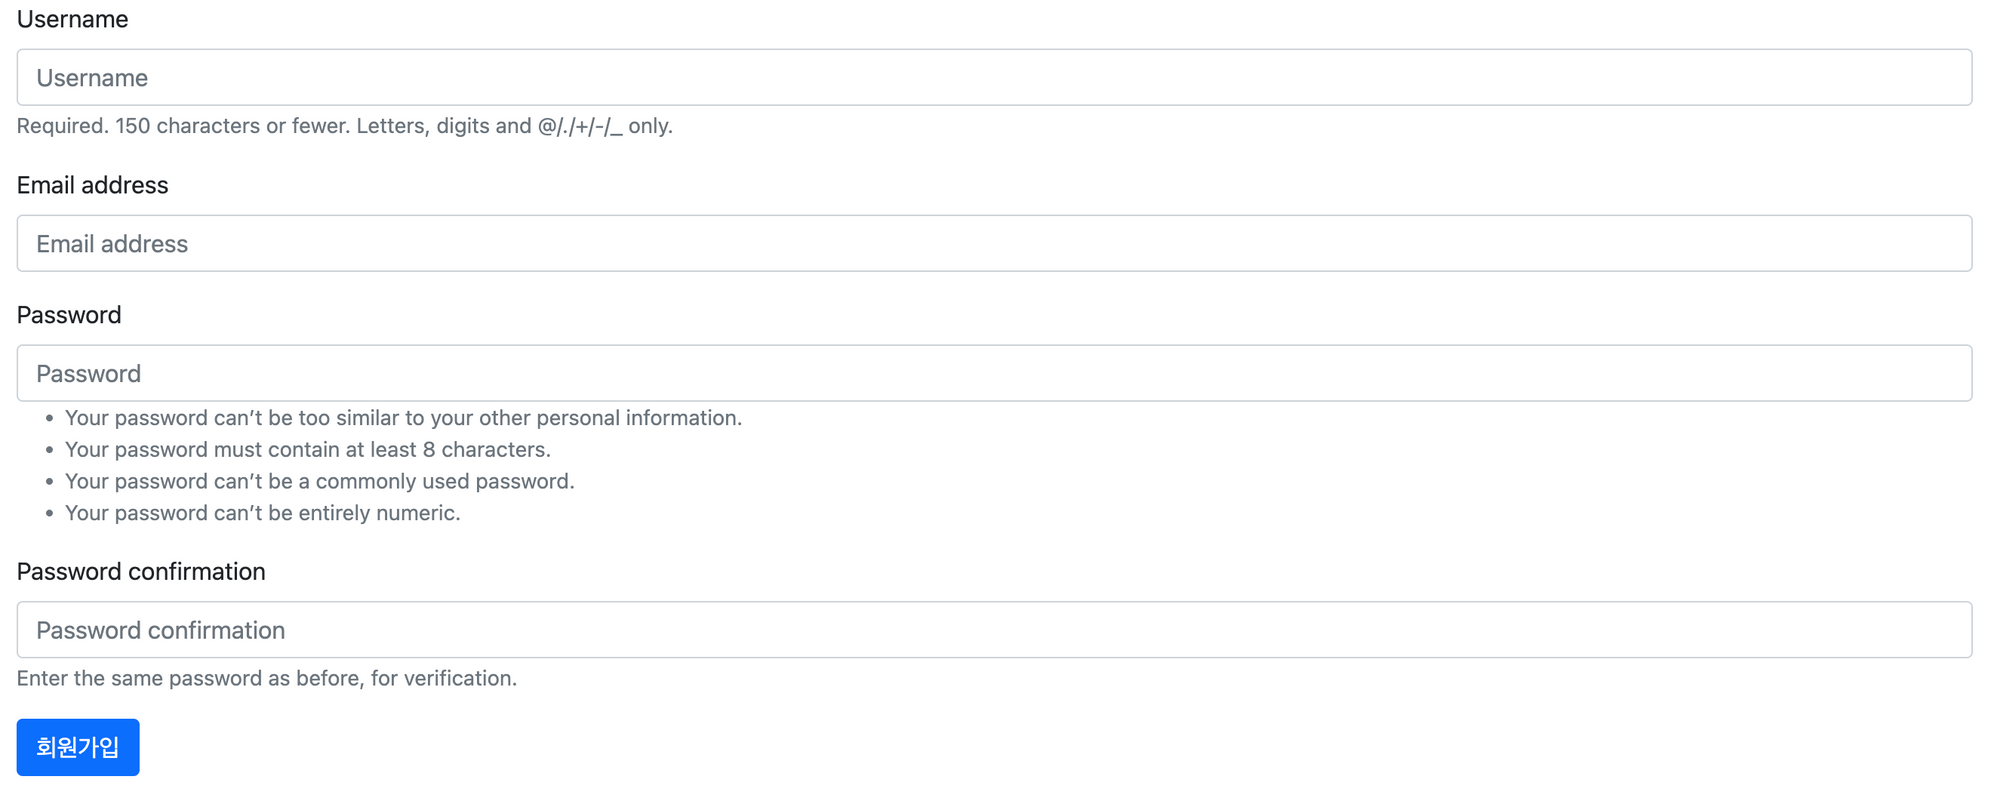 Username
Username
Required. 150 characters or fewer. Letters, digits and @/./+/-/_ only.
Email address
Email address
Password
Password
• Your password can’t be too similar to your other personal information.
• Your password must contain at least 8 characters.
• Your password can’t be a commonly used password.
• Your password can’t be entirely numeric.
Password confirmation
Password confirmation
Enter the same password as before, for verification.
회원가입